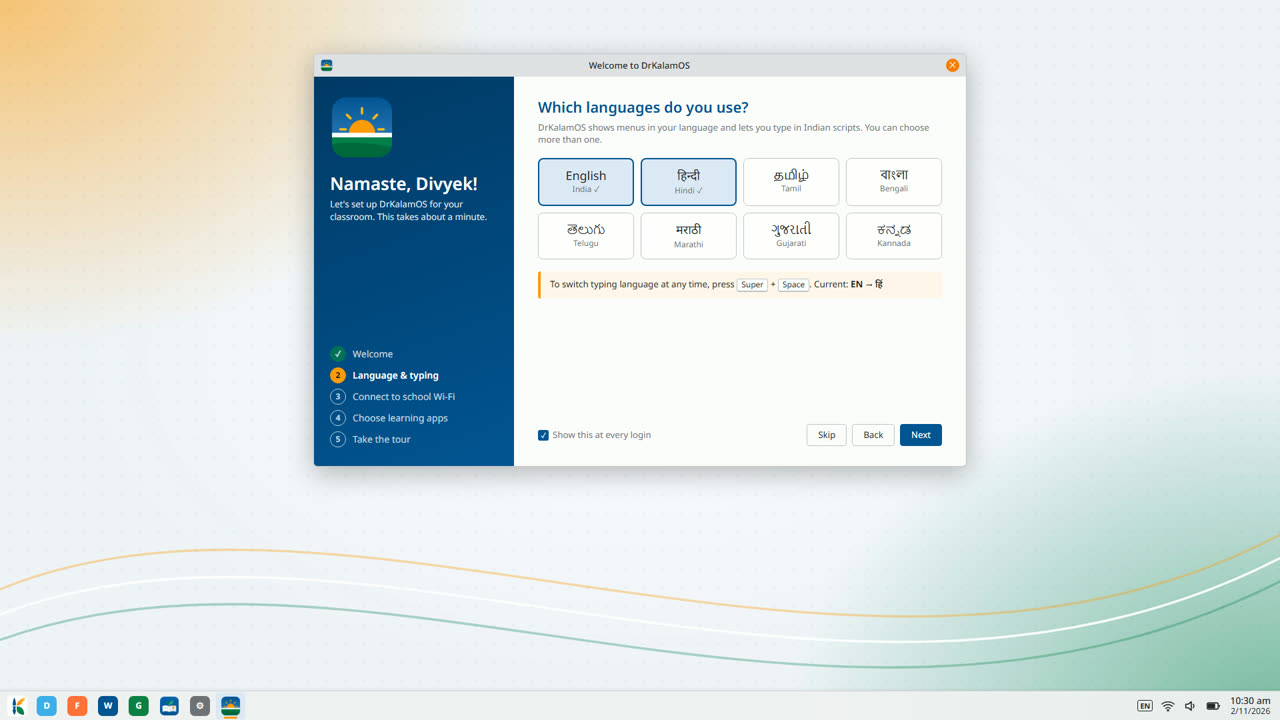 Welcome to DrKalamOS
Namaste, Divyek!
Let's set up DrKalamOS for your
classroom. This takes about a minute.
✓ Welcome
2 Language & typing
3 Connect to school Wi-Fi
4 Choose learning apps
5 Take the tour
Which languages do you use?
DrKalamOS shows menus in your language and lets you type in Indian scripts. You can choose
more than one.
English
India ✓
हिन्दी
Hindi ✓
தமிழ்
Tamil
বাংলা
Bengali
తెలుగు
Telugu
मराठी
Marathi
ગુજરાતી
Gujarati
ಕನ್ನಡ
Kannada
To switch typing language at any time, press Super + Space. Current: EN → हिं
Show this at every login
Skip Back Next
D F W G
EN
10:30 am
2/11/2026